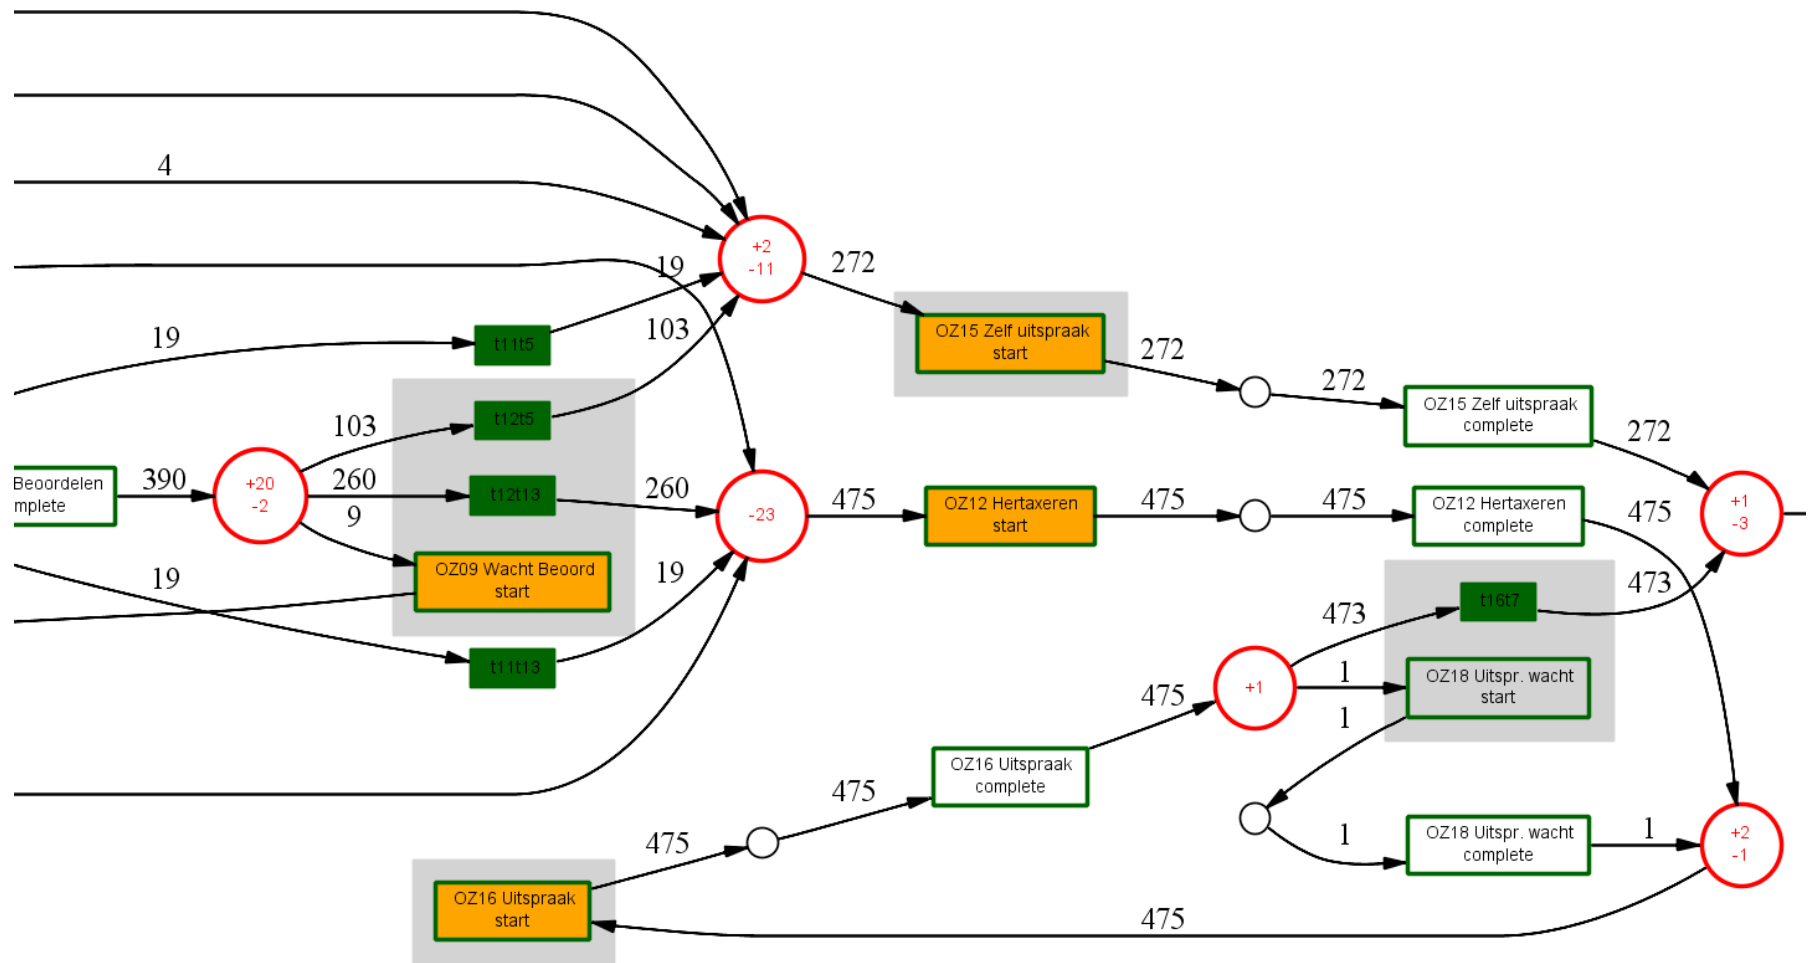 4
+2
-11
272
19
19
t11t5
103
OZ15 Zelf uitspraak
start
272
272
OZ15 Zelf uitspraak
complete
272
103
t12t5
Beoordelen
mplete
390
+20
-2
260
t12t13
260
9
-23
475
OZ12 Hertaxeren
start
475
475
OZ12 Hertaxeren
complete
475
+1
-3
OZ09 Wacht Beoord
start
19
19
t11t13
473
t16t7
473
+1
1
OZ18 Uitspr. wacht
start
475
1
OZ16 Uitspraak
complete
475
475
1
OZ18 Uitspr. wacht
complete
1
+2
-1
OZ16 Uitspraak
start
475